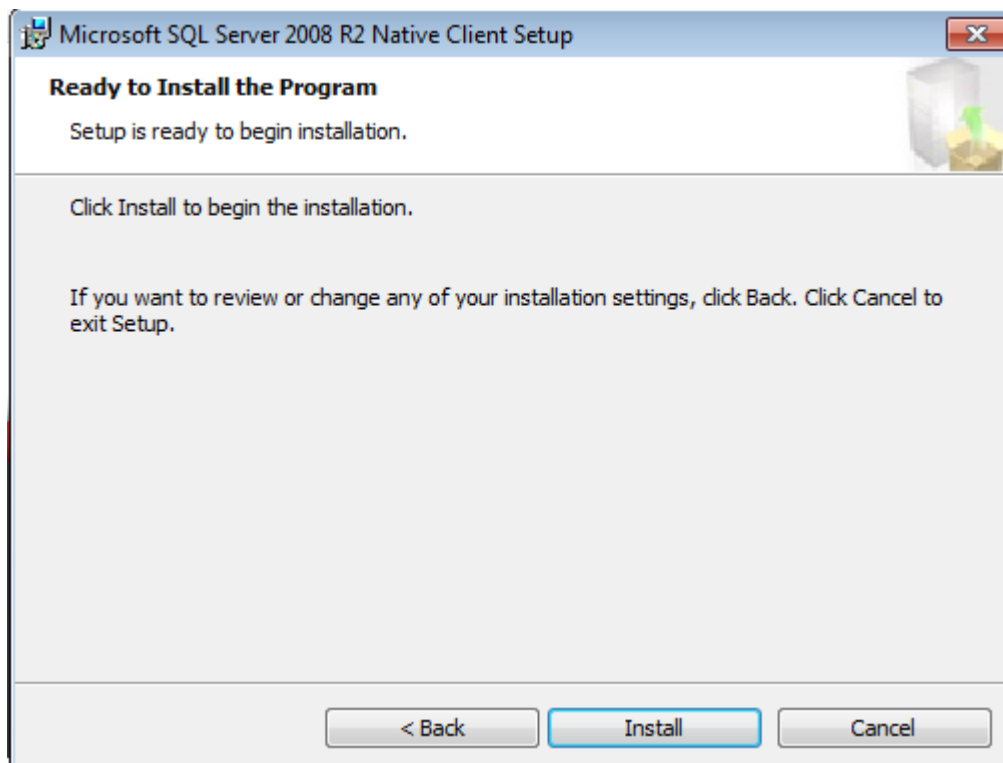 Microsoft SQL Server 2008 R2 Native Client Setup
Ready to Install the Program
Setup is ready to begin installation.
Click Install to begin the installation.
If you want to review or change any of your installation settings, click Back. Click Cancel to
exit Setup.
< Back Install Cancel